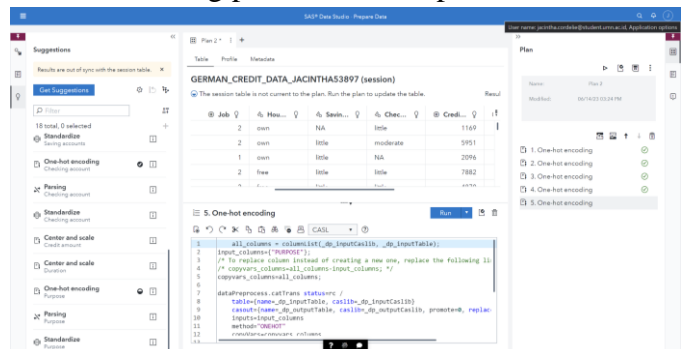 SAS® Data Studio - Prepare Data
User name: jacintha.cordelie@student.umn.ac.id, Application options
Suggestions
Results are out of sync with the session table.
Get Suggestions
Filter
18 total, 0 selected
Standardize
Saving accounts
One-hot encoding
Checking account
Parsing
Checking account
Standardize
Checking account
Center and scale
Credit amount
Center and scale
Duration
One-hot encoding
Purpose
Parsing
Purpose
Standardize
Purpose
Plan 2 *
Table Profile Metadata
GERMAN_CREDIT_DATA_JACINTHA53897 (session)
The session table is not current to the plan. Run the plan to update the table.
Resul
Job Hou... Savin... Chec... Credi...
2 own NA little 1169
2 own little moderate 5951
1 own little NA 2096
2 free little little 7882
5. One-hot encoding
Run
CASL
1 all_columns = columnList(_dp_inputCaslib, _dp_inputTable);
2 input_columns={"PURPOSE"};
3 /* To replace column instead of creating a new one, replace the following li
4 /* copyvars_columns=all_columns-input_columns; */
5 copyvars_columns=all_columns;
6
7 dataPreprocess.catTrans status=rc /
8 table={name=_dp_inputTable, caslib=_dp_inputCaslib}
9 casout={name=_dp_outputTable, caslib=_dp_outputCaslib, promote=0, replac
10 inputs=input_columns
11 method="ONEHOT"
12 copyVars=copyvars_columns
Plan
Name: Plan 2
Modified: 06/14/23 03:24 PM
1. One-hot encoding
2. One-hot encoding
3. One-hot encoding
4. One-hot encoding
5. One-hot encoding